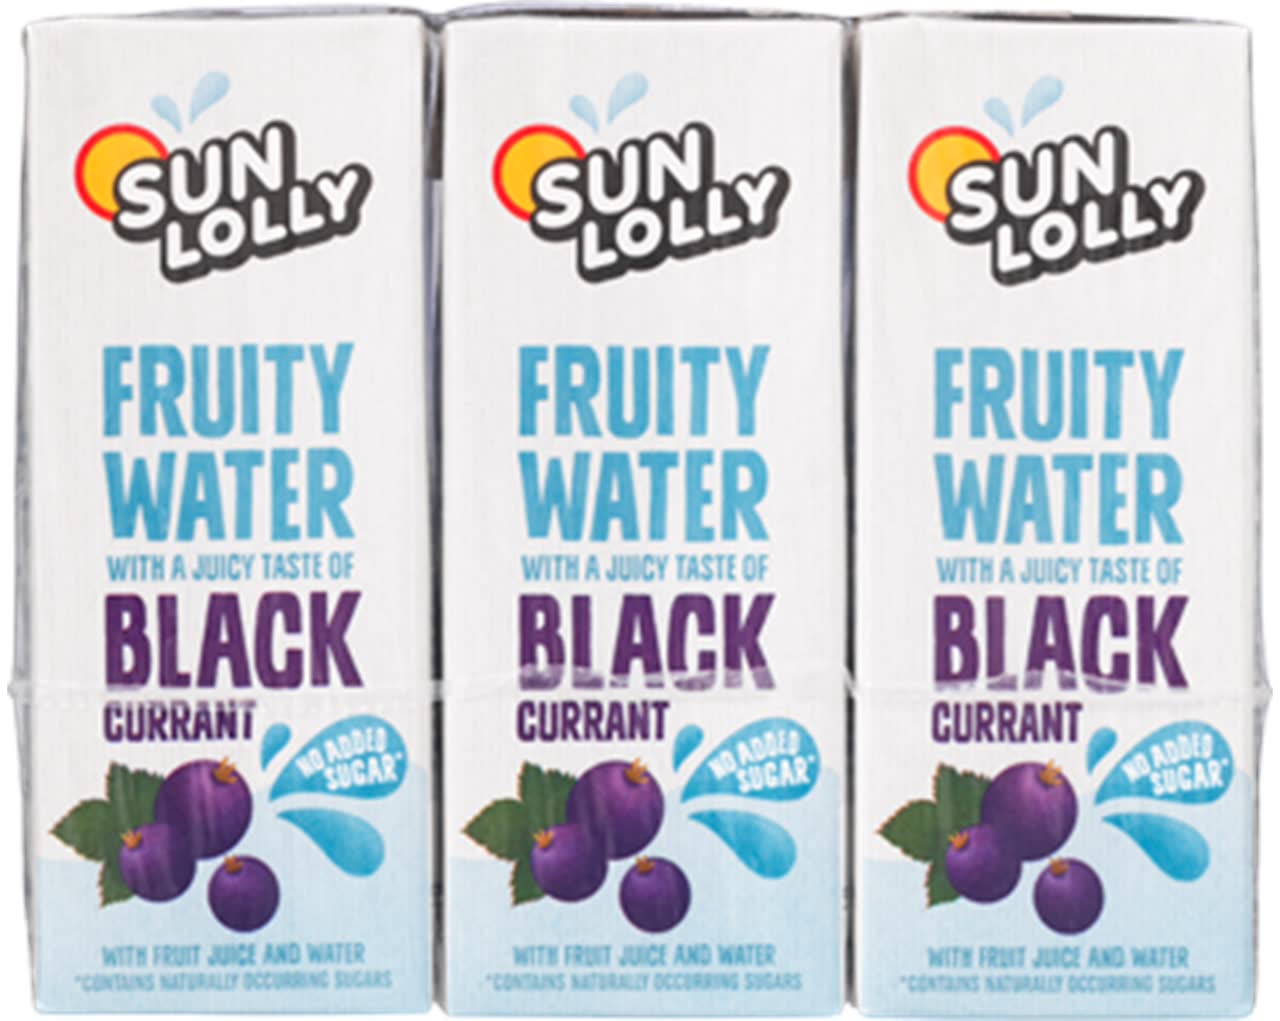 SUN
LOLLY
FRUITY
WATER
WITH A JUICY TASTE OF
BLACK
CURRANT
NO ADDED
SUGAR*
WITH FRUIT JUICE AND WATER
*CONTAINS NATURALLY OCCURRING SUGARS
SUN
LOLLY
FRUITY
WATER
WITH A JUICY TASTE OF
BLACK
CURRANT
NO ADDED
SUGAR*
WITH FRUIT JUICE AND WATER
*CONTAINS NATURALLY OCCURRING SUGARS
SUN
LOLLY
FRUITY
WATER
WITH A JUICY TASTE OF
BLACK
CURRANT
NO ADDED
SUGAR*
WITH FRUIT JUICE AND WATER
*CONTAINS NATURALLY OCCURRING SUGARS